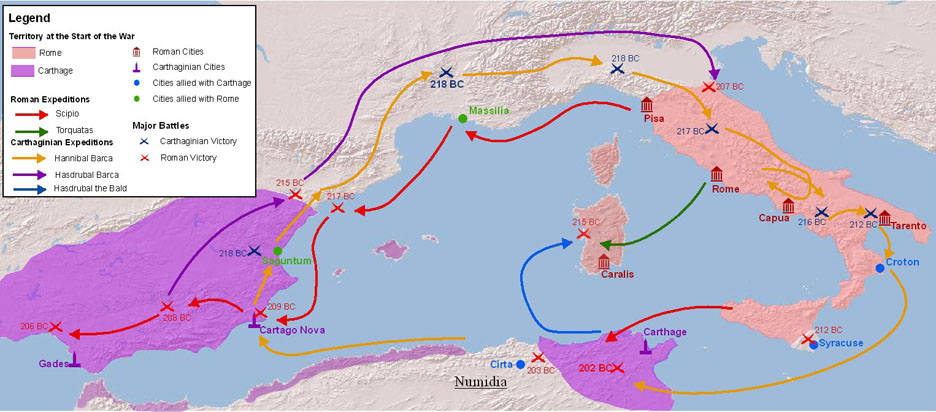 Legend
Territory at the Start of the War
Rome
Carthage
Roman Cities
Carthaginian Cities
Cities allied with Carthage
Cities allied with Rome
Roman Expeditions
Scipio
Torquatas
Carthaginian Expeditions
Hannibal Barca
Hasdrubal Barca
Hasdrubal the Bald
Major Battles
Carthaginian Victory
Roman Victory
218 BC
218 BC
207 BC
Massilia
Pisa
217 BC
215 BC
217 BC
Rome
Capua
216 BC
212 BC
Tarento
215 BC
218 BC
Saguntum
Caralis
Croton
209 BC
208 BC
206 BC
Cartago Nova
Carthage
212 BC
Syracuse
Gades
Cirta
203 BC
202 BC
Numidia